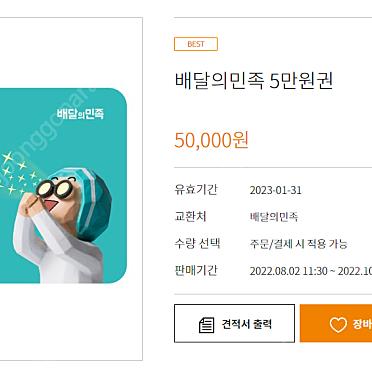 BEST
배달의민족 5만원권
배달의민족
50,000원
유효기간 2023-01-31
교환처 배달의민족
수량 선택 주문/결제 시 적용 가능
판매기간 2022.08.02 11:30 ~ 2022.10
견적서 출력
장바